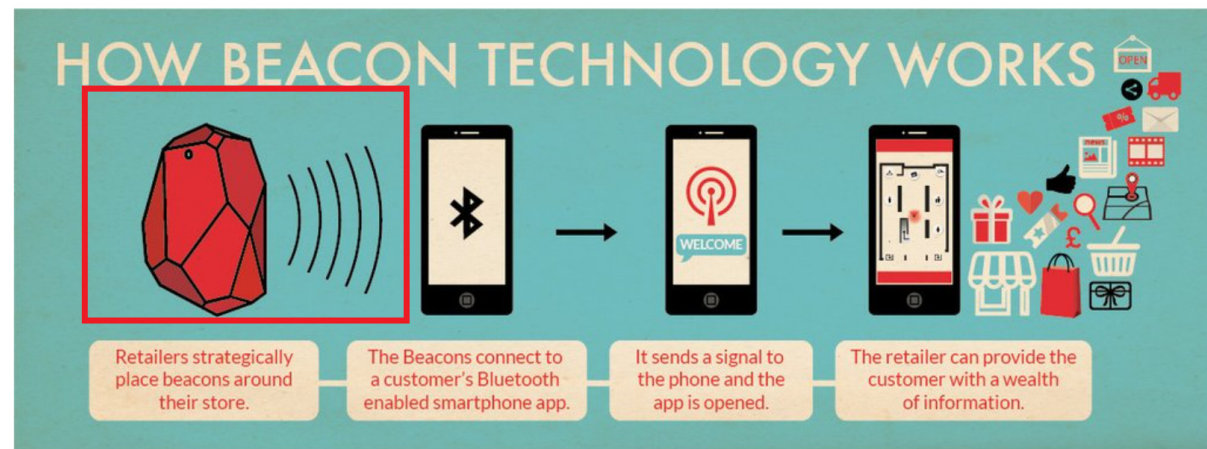 HOW BEACON TECHNOLOGY WORKS
OPEN
%
news
WELCOME
£
Retailers strategically
place beacons around
their store.
The Beacons connect to
a customer's Bluetooth
enabled smartphone app.
It sends a signal to
the phone and the
app is opened.
The retailer can provide the
customer with a wealth
of information.